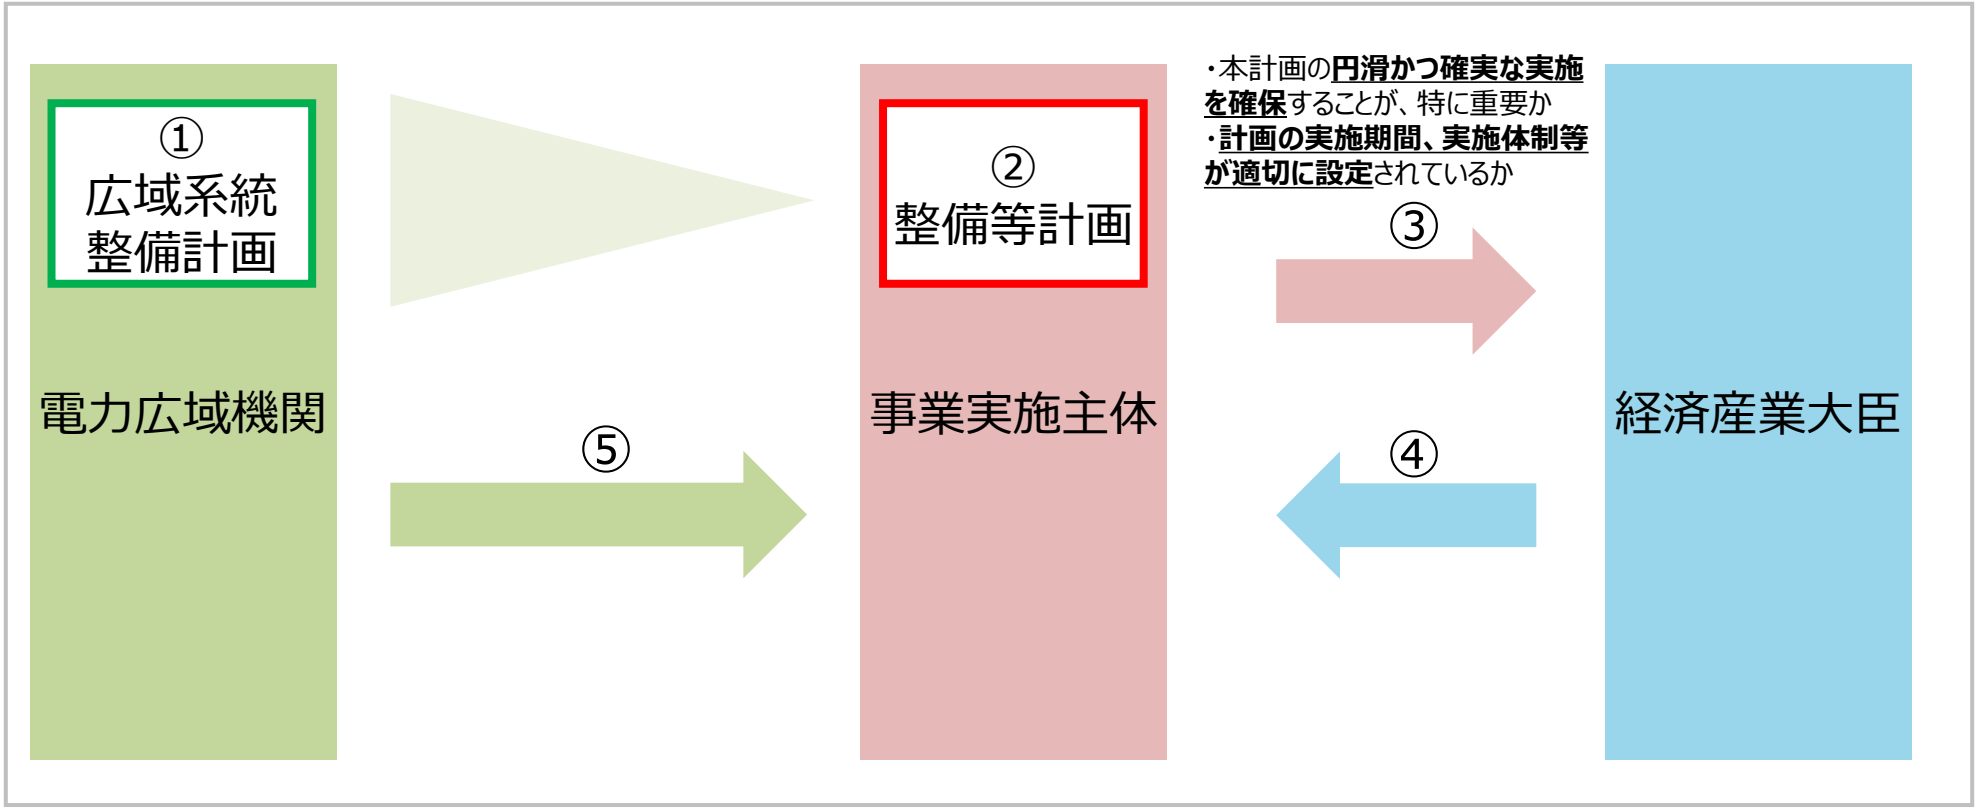 ①
広域系統
整備計画
電力広域機関
②
整備等計画
事業実施主体
・本計画の円滑かつ確実な実施
を確保することが、特に重要か
・計画の実施期間、実施体制等
が適切に設定されているか
③
④
⑤
経済産業大臣